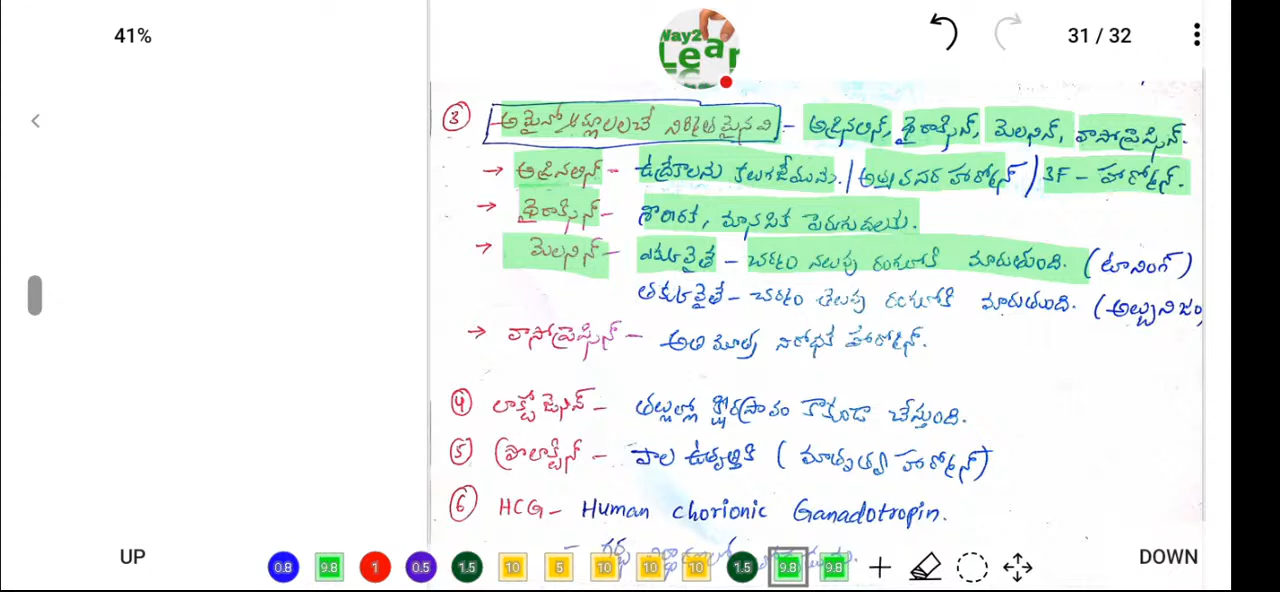 41%
Way2
Lear
31 / 32
③ అమైనో ఆమ్లాలచే నిర్మితమైనవి - అడ్రినలిన్, థైరాక్సిన్, మెలనిన్, వాసోప్రెస్సిన్.
→ అడ్రినలిన్ - ఉద్రేకాలను కలుగజేయును. / అత్యవసర హార్మోన్ / 3F - హార్మోన్.
→ థైరాక్సిన్ - శారీరక, మానసిక పెరుగుదలకు.
→ మెలనిన్ - ఎక్కువైతే - చర్మం నలుపు రంగులోకి మారుతుంది. (టానింగ్)
తక్కువైతే - చర్మం తెలుపు రంగులోకి మారుతుంది. (అల్బునిజం
→ వాసోప్రెస్సిన్ - అతి మూత్ర నిరోధక హార్మోన్.
④ లాక్టోజెనిన్ - తల్లుల్లో క్షీరస్రావం కాకుండా చేస్తుంది.
⑤ ప్రొలాక్టిన్ - పాల ఉత్పత్తికి (మాతృత్వ హార్మోన్)
⑥ HCG - Human chorionic Ganadotropin.
- గర్భ
UP
0.8 9.8 1 0.5 1.5 10 5 10 10 10 1.5 9.8 9.8
DOWN